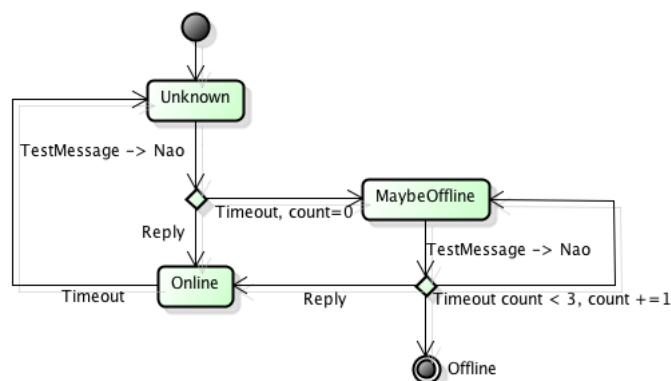 Unknown
TestMessage -> Nao
MaybeOffline
Timeout, count=0
Reply
TestMessage -> Nao
Online
Timeout
Reply
Timeout count < 3, count +=1
Offline